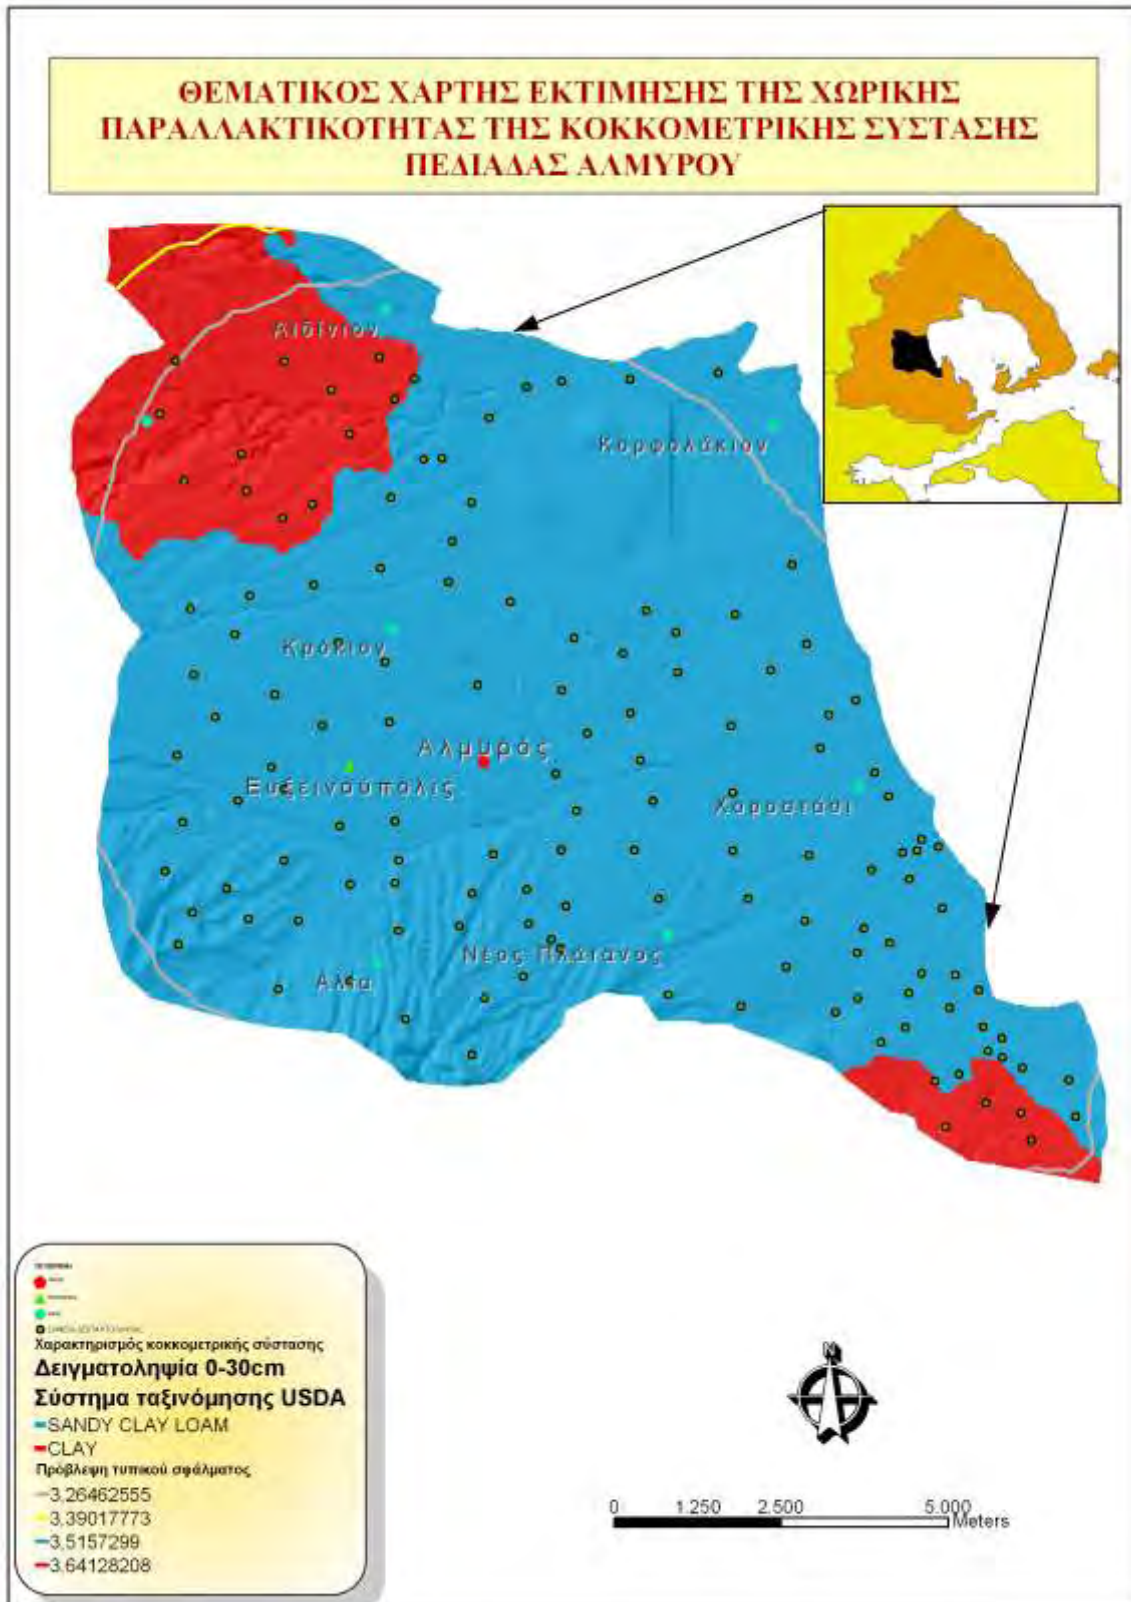 ΘΕΜΑΤΙΚΟΣ ΧΑΡΤΗΣ ΕΚΤΙΜΗΣΗΣ ΤΗΣ ΧΩΡΙΚΗΣ
ΠΑΡΑΛΛΑΚΤΙΚΟΤΗΤΑΣ ΤΗΣ ΚΟΚΚΟΜΕΤΡΙΚΗΣ ΣΥΣΤΑΣΗΣ
ΠΕΔΙΑΔΑΣ ΑΛΜΥΡΟΥ
Αιδίνιον
Κορφολάκιον
Κρόκιον
Αλμυρός
Ευξεινούπολις
Χοροστάσι
Νέος Πλάτανος
Χαρακτηρισμός κοκκομετρικής σύστασης
Δειγματοληψία 0-30cm
Σύστημα ταξινόμησης USDA
SANDY CLAY LOAM
CLAY
Πρόβλεψη τυπικού σφάλματος
3,26462555
3,39017773
3,5157299
3,64128208
N
0 1.250 2.500 5.000
Meters